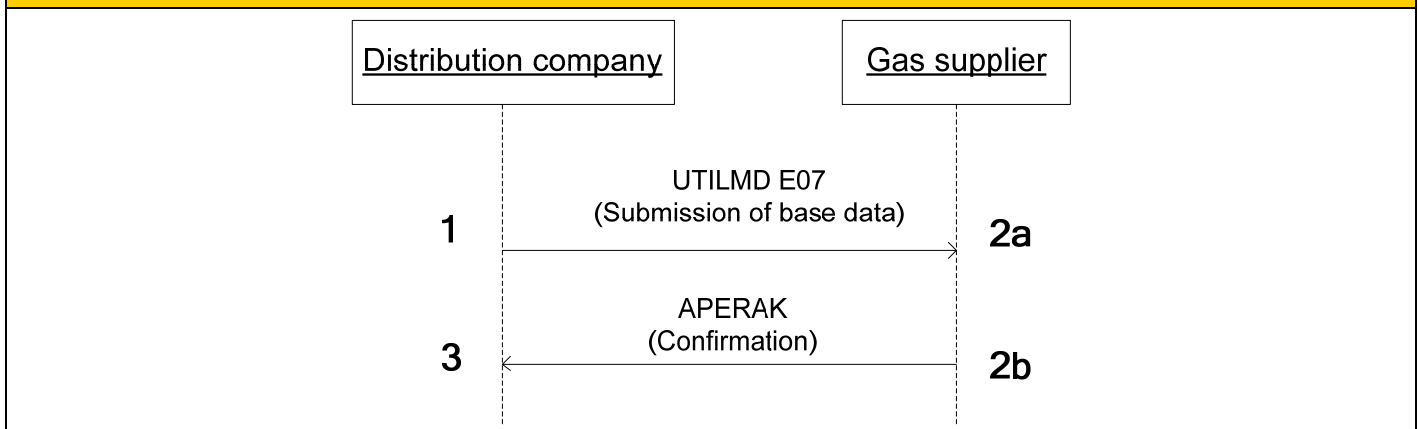 Distribution company
Gas supplier
UTILMD E07
(Submission of base data)
1
2a
APERAK
(Confirmation)
3
2b